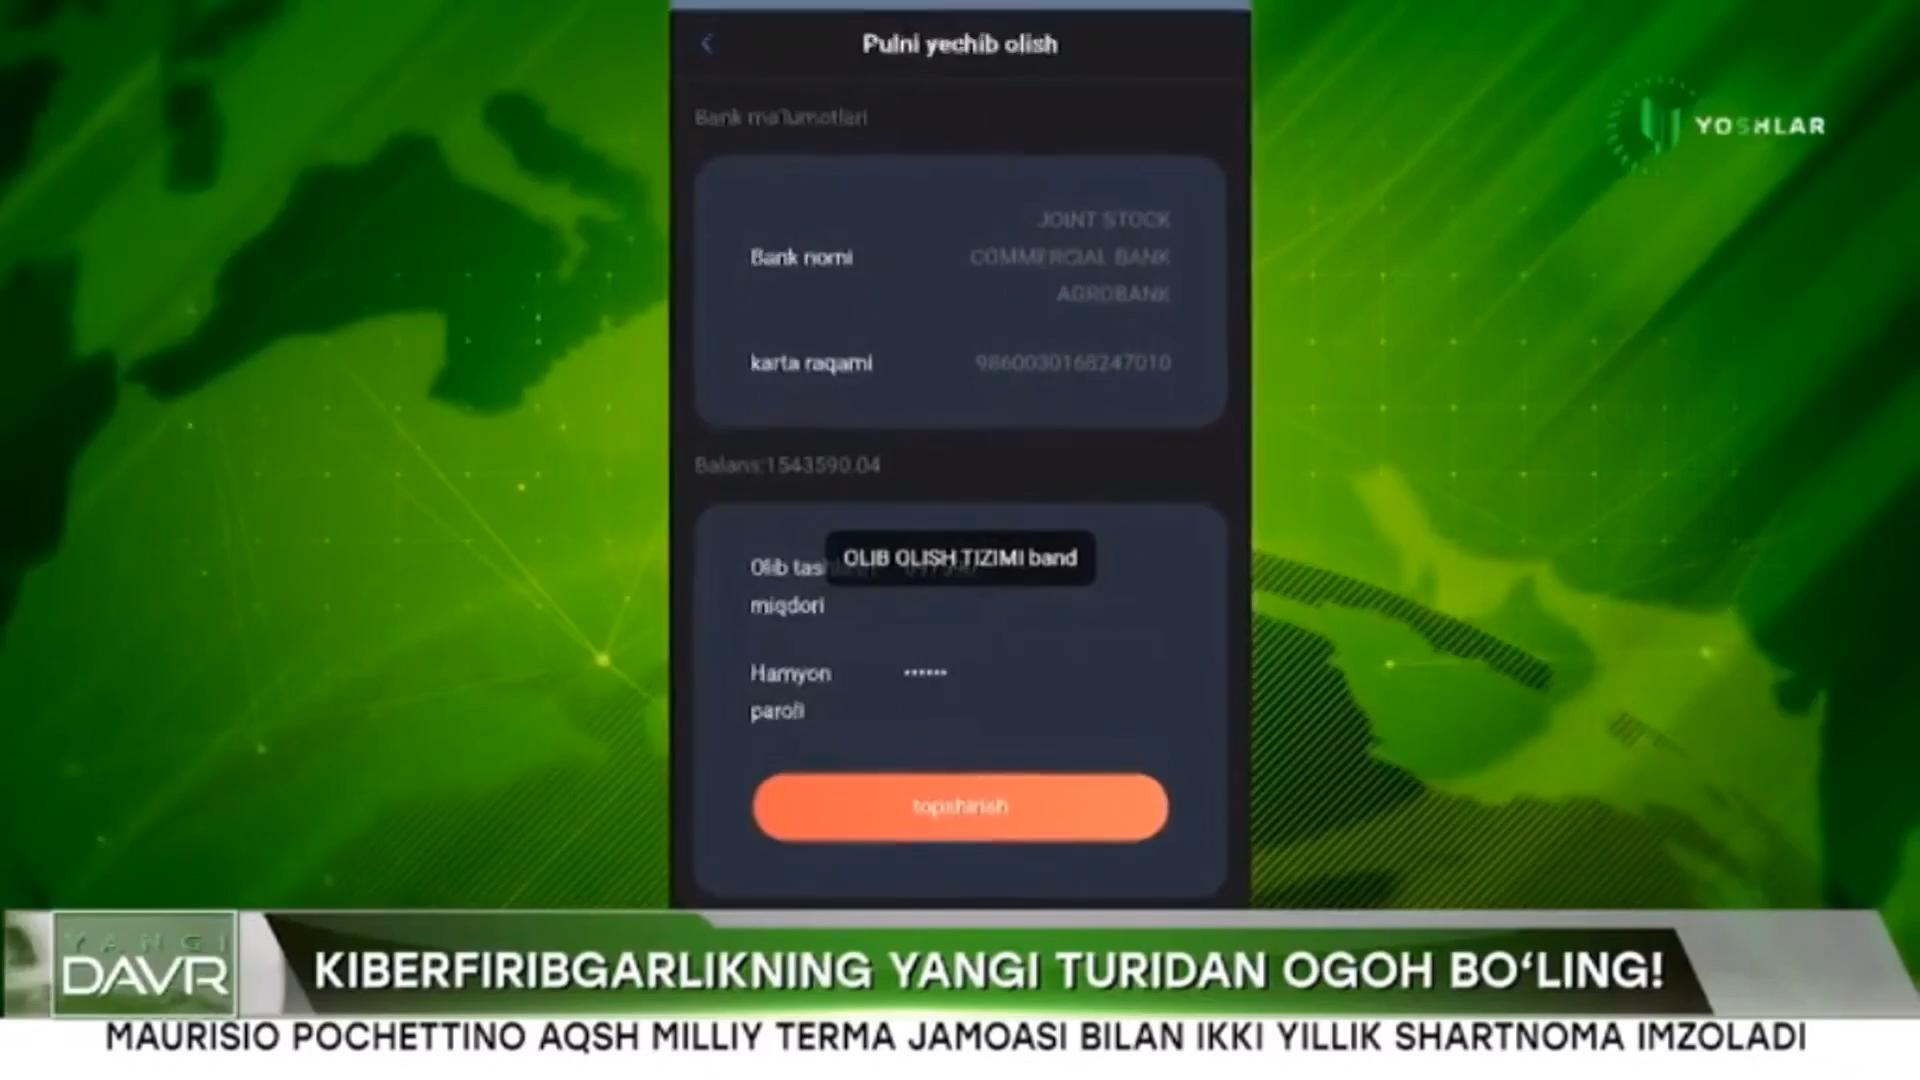 Pulni yechib olish
Bank ma'lumotlari
YOSHLAR
JOINT STOCK
Bank nomi
COMMERCIAL BANK
AGROBANK
karta raqami
9860030168247010
Balans:1543590.04
OLIB OLISH TIZIMI band
Olib
miqdori
Hamyon
••••••
paroli
topshirish
YANGI
DAVR
KIBERFIRIBGARLIKNING YANGI TURIDAN OGOH BO‘LING!
MAURISIO POCHETTINO AQSH MILLIY TERMA JAMOASI BILAN IKKI YILLIK SHARTNOMA IMZOLADI